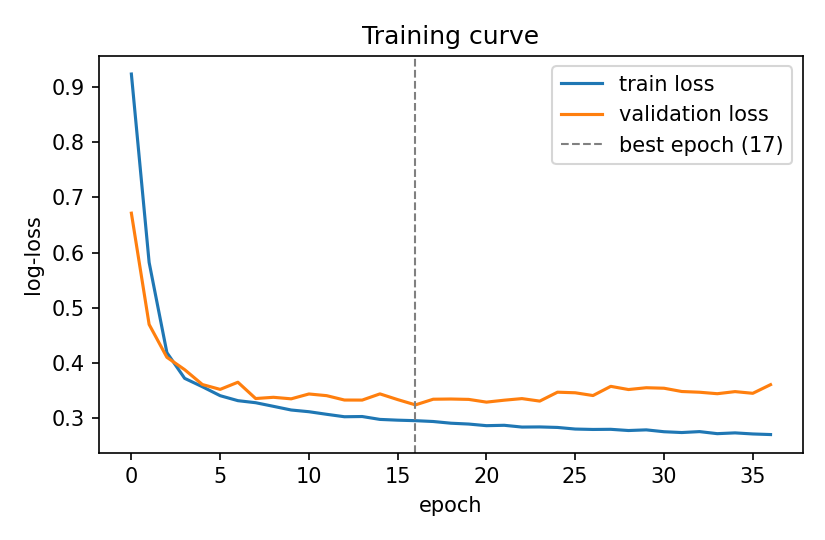 Training curve
train loss
validation loss
best epoch (17)
log-loss
0.9
0.8
0.7
0.6
0.5
0.4
0.3
0 5 10 15 20 25 30 35
epoch